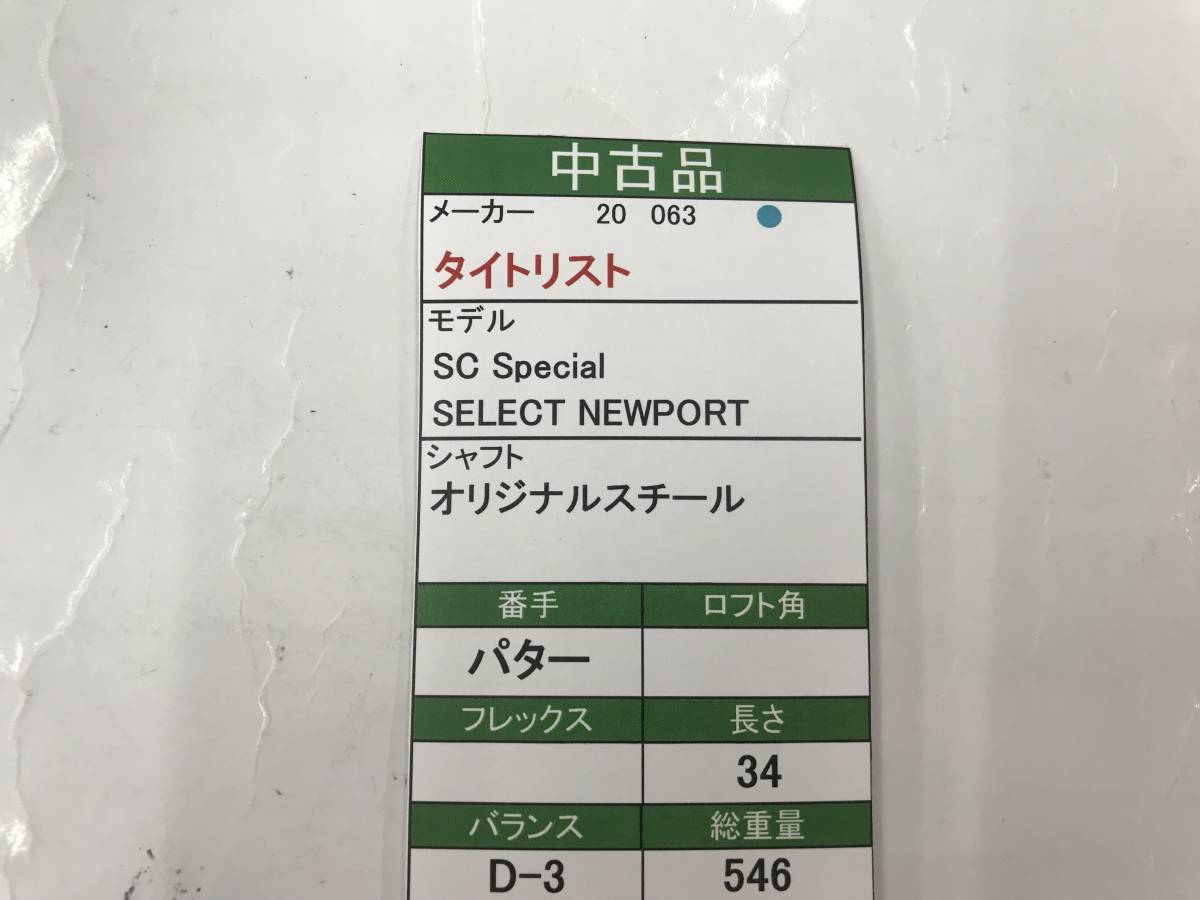 中古品
メーカー 20 063
タイトリスト
モデル
SC Special
SELECT NEWPORT
シャフト
オリジナルスチール
番手 ロフト角
パター
フレックス 長さ
34
バランス 総重量
D-3 546